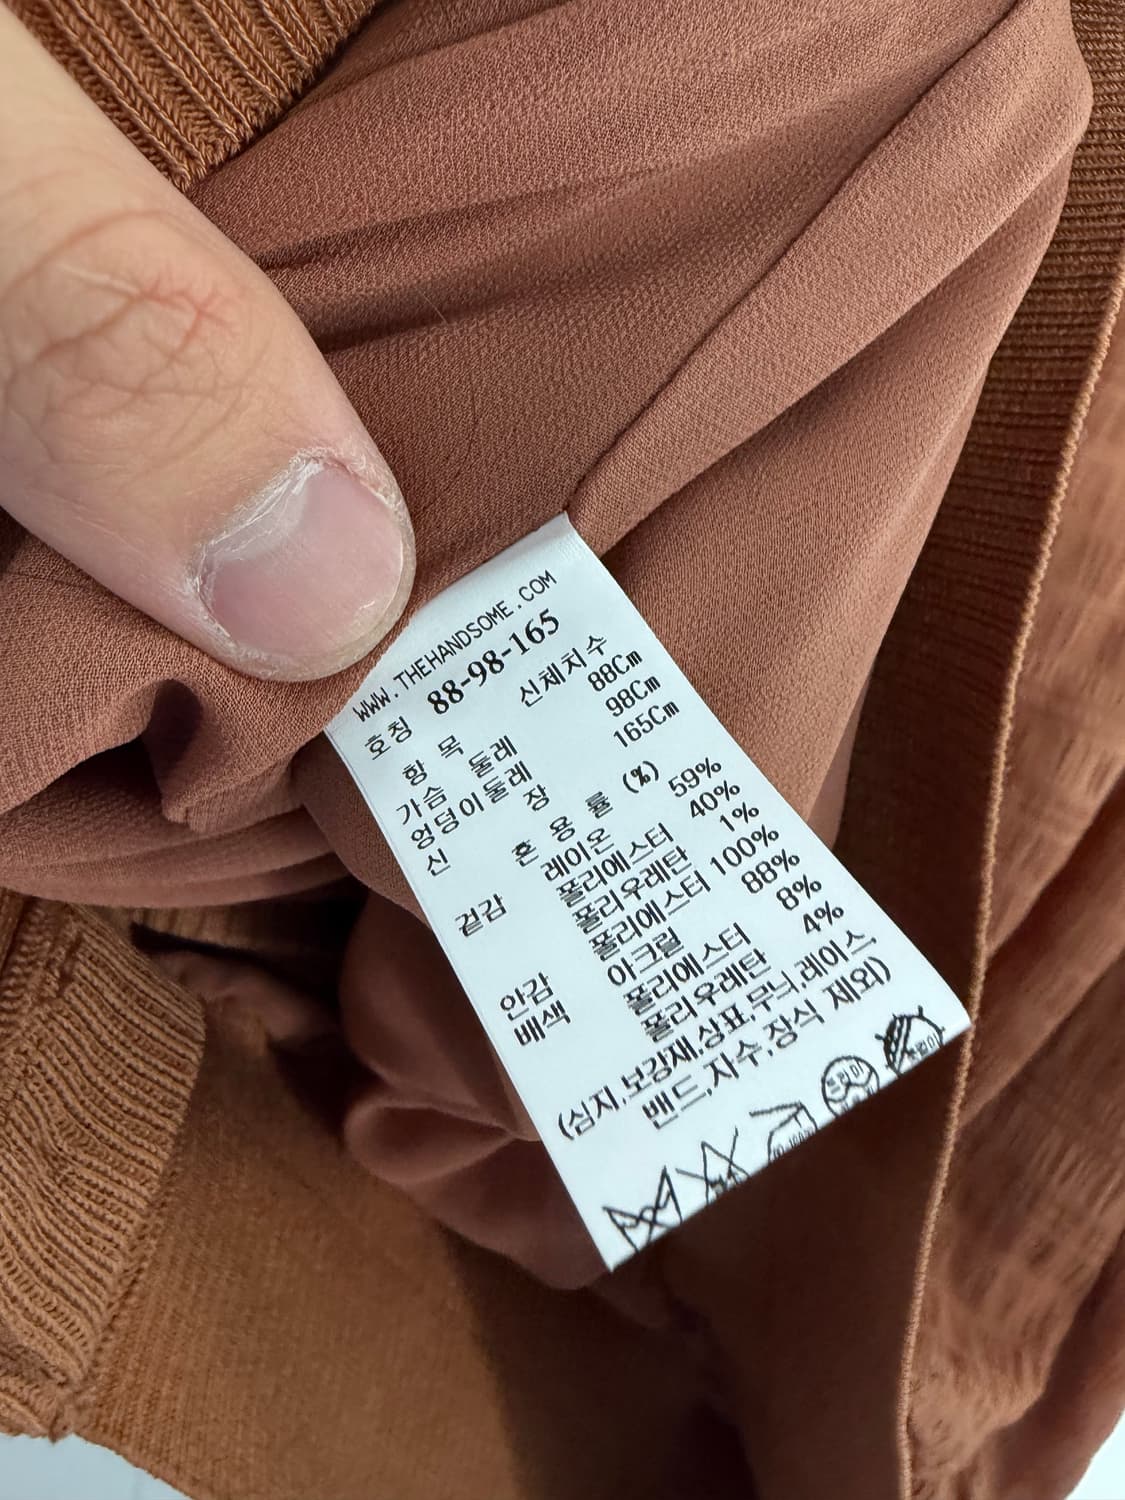 WWW.THEHANDSOME.COM
호칭 88-98-165
항 목 신체치수
가슴 둘레 88Cm
엉덩이둘레 98Cm
신 장 165Cm
혼 용 률 (%)
겉감 레이온 59%
폴리에스터 40%
폴리우레탄 1%
안감 폴리에스터 100%
배색 아크릴 88%
폴리에스터 8%
폴리우레탄 4%
(심지,보강재,상표,무늬,레이스,
밴드,자수,장식 제외)
드라이